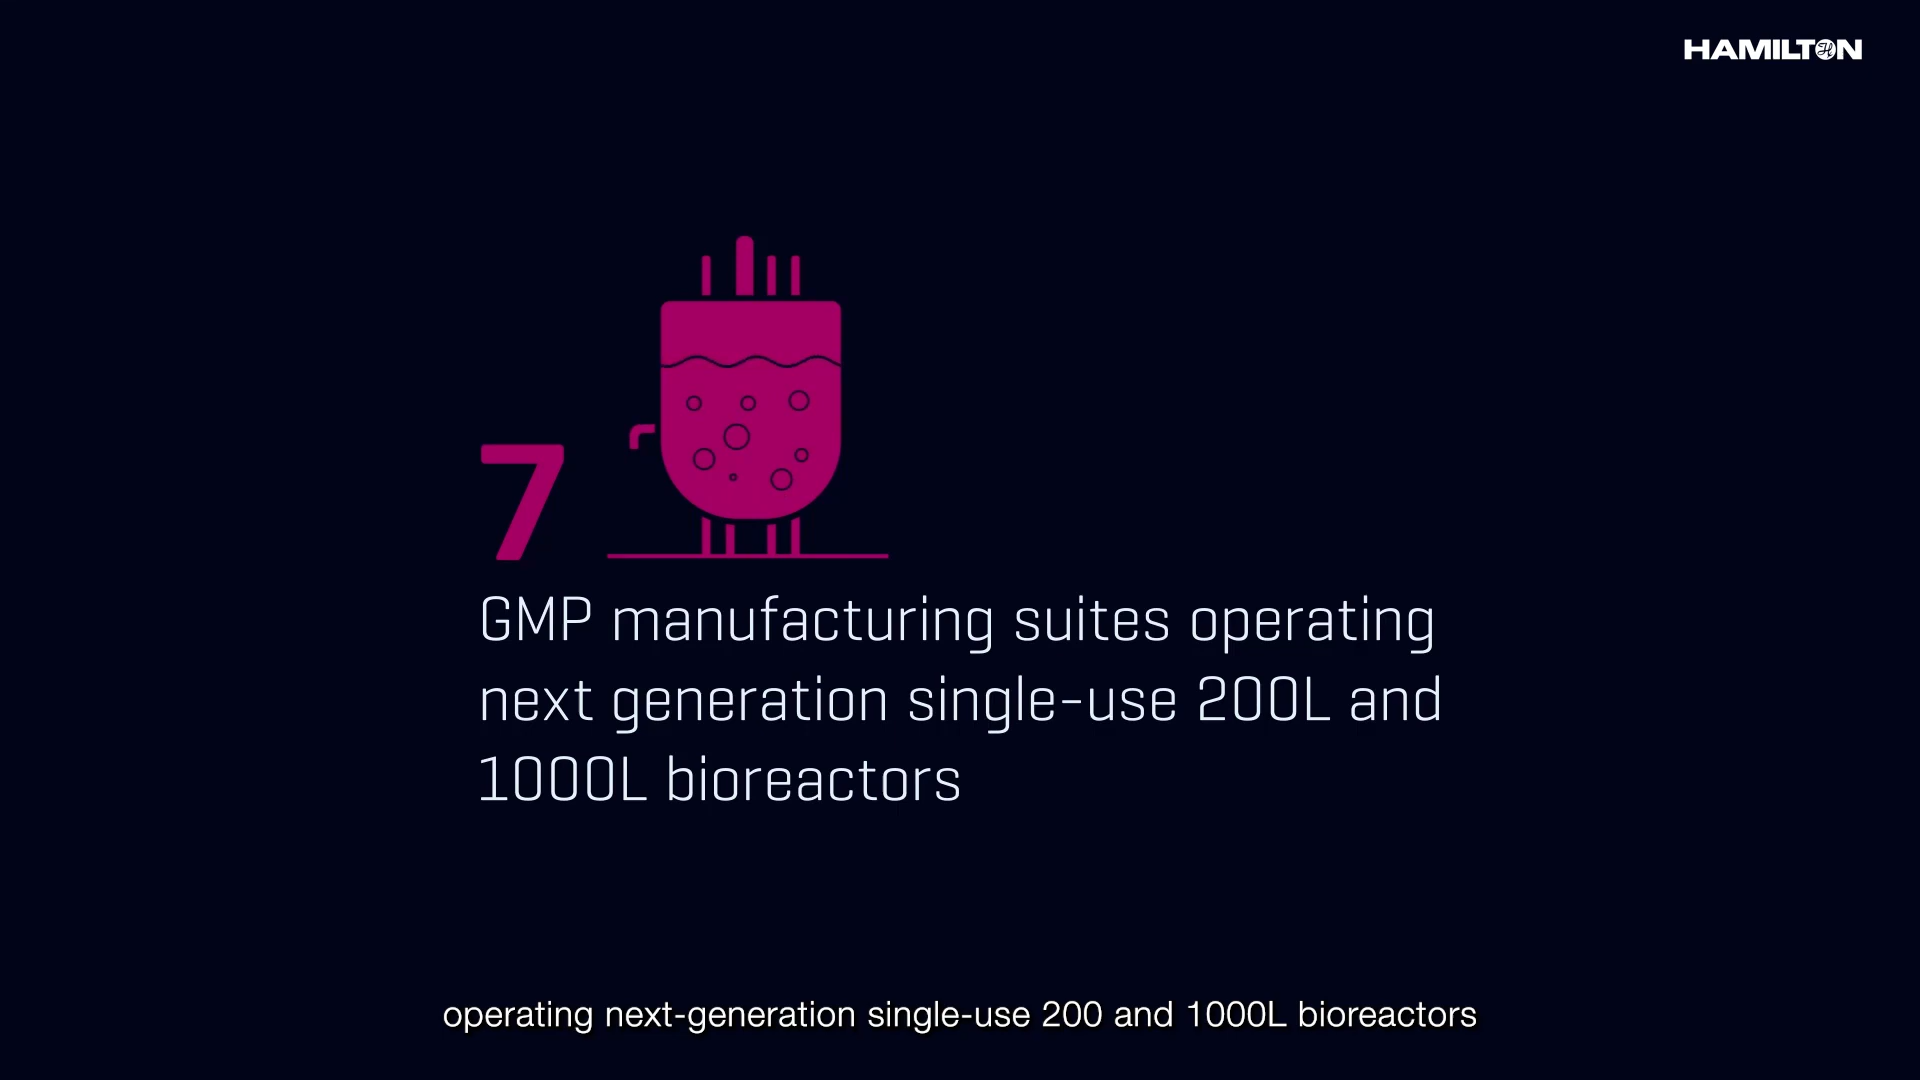 HAMILTON
7
GMP manufacturing suites operating
next generation single-use 200L and
1000L bioreactors
operating next-generation single-use 200 and 1000L bioreactors